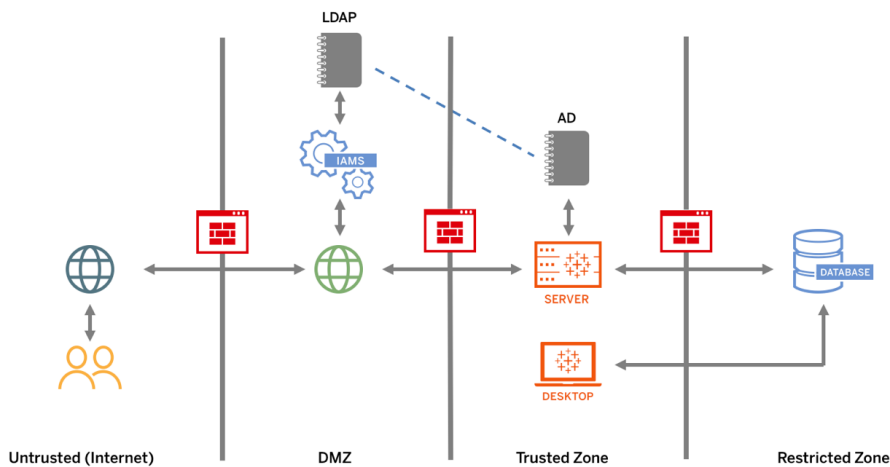 LDAP
AD
IAMS
SERVER
DATABASE
DESKTOP
Untrusted (Internet)
DMZ
Trusted Zone
Restricted Zone